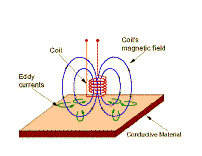 Coil
Coil's
magnetic field
Eddy
currents
Conductive Material